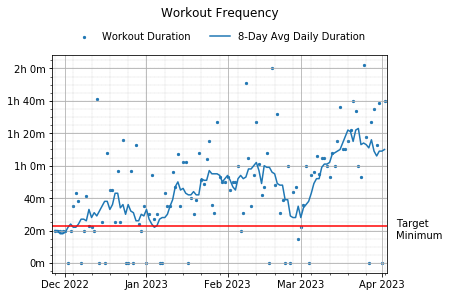 Workout Frequency
Workout Duration
8-Day Avg Daily Duration
2h 0m
1h 40m
1h 20m
1h 0m
40m
20m
0m
Target
Minimum
Dec 2022
Jan 2023
Feb 2023
Mar 2023
Apr 2023